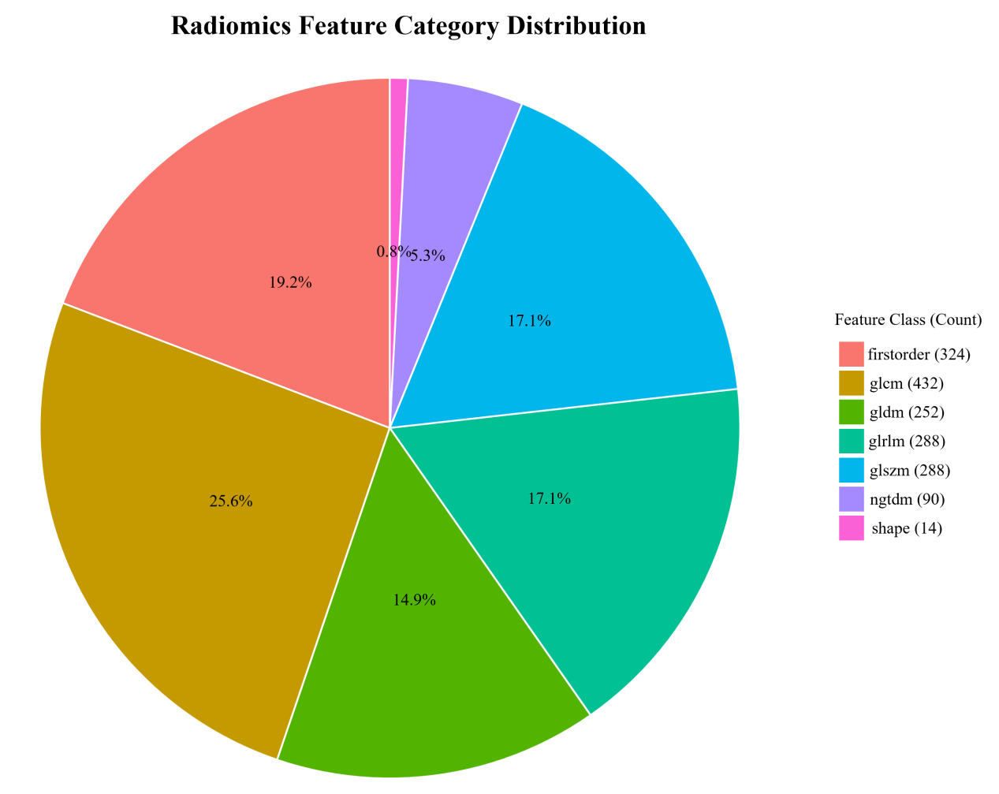 Radiomics Feature Category Distribution
0.8%
5.3%
19.2%
17.1%
25.6%
17.1%
14.9%
Feature Class (Count)
firstorder (324)
glcm (432)
gldm (252)
glrlm (288)
glszm (288)
ngtdm (90)
shape (14)